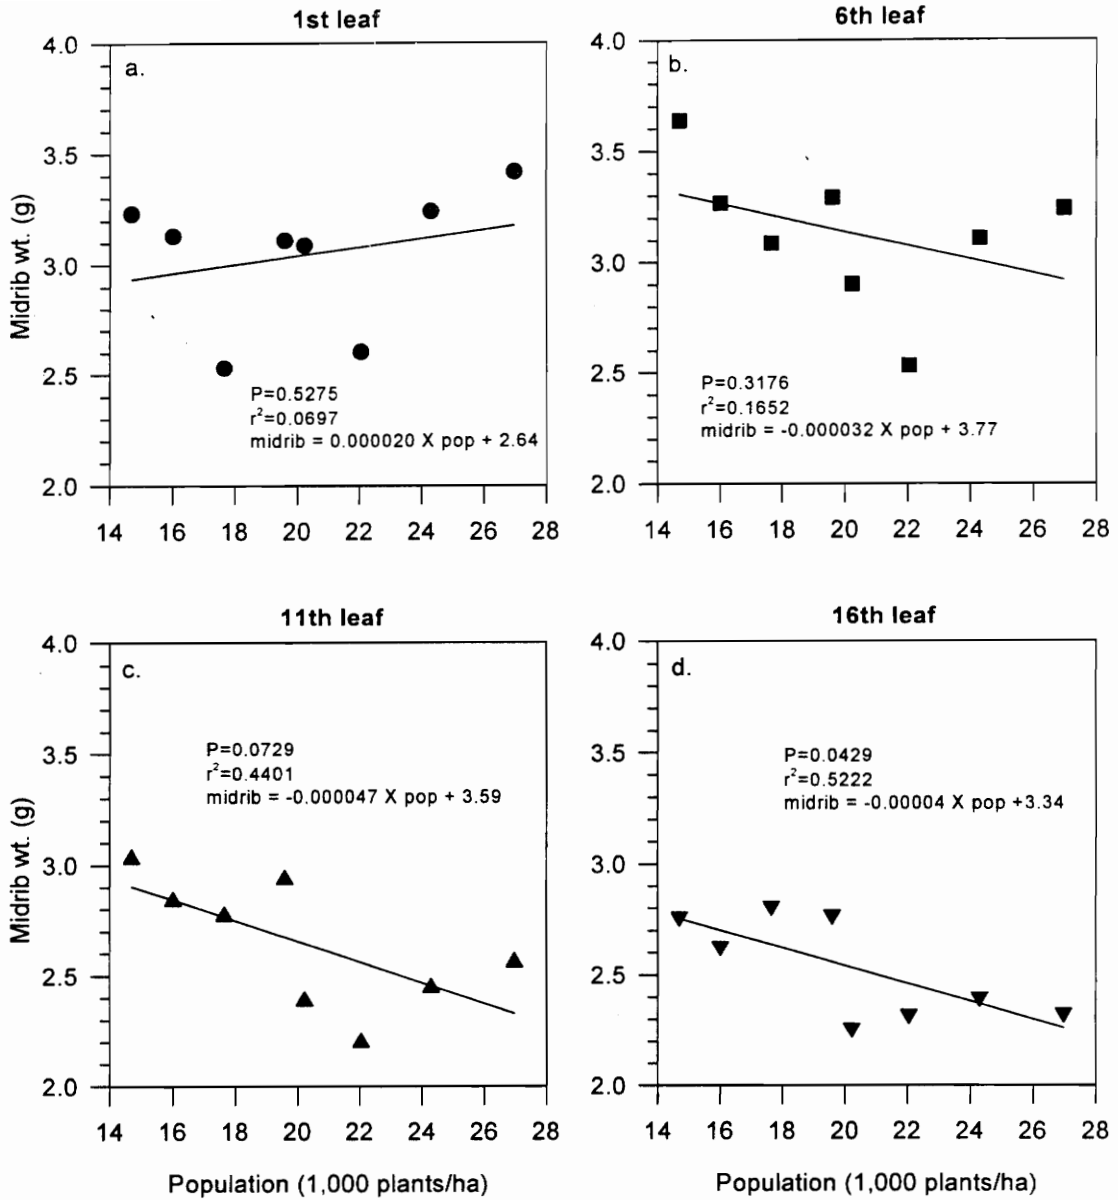 1st leaf
a.
4.0
3.5
3.0
2.5
2.0
Midrib wt. (g)
P=0.5275
r²=0.0697
midrib = 0.000020 X pop + 2.64
14 16 18 20 22 24 26 28
6th leaf
b.
4.0
3.5
3.0
2.5
2.0
P=0.3176
r²=0.1652
midrib = -0.000032 X pop + 3.77
14 16 18 20 22 24 26 28
11th leaf
c.
4.0
3.5
3.0
2.5
2.0
Midrib wt. (g)
P=0.0729
r²=0.4401
midrib = -0.000047 X pop + 3.59
14 16 18 20 22 24 26 28
Population (1,000 plants/ha)
16th leaf
d.
4.0
3.5
3.0
2.5
2.0
P=0.0429
r²=0.5222
midrib = -0.00004 X pop +3.34
14 16 18 20 22 24 26 28
Population (1,000 plants/ha)